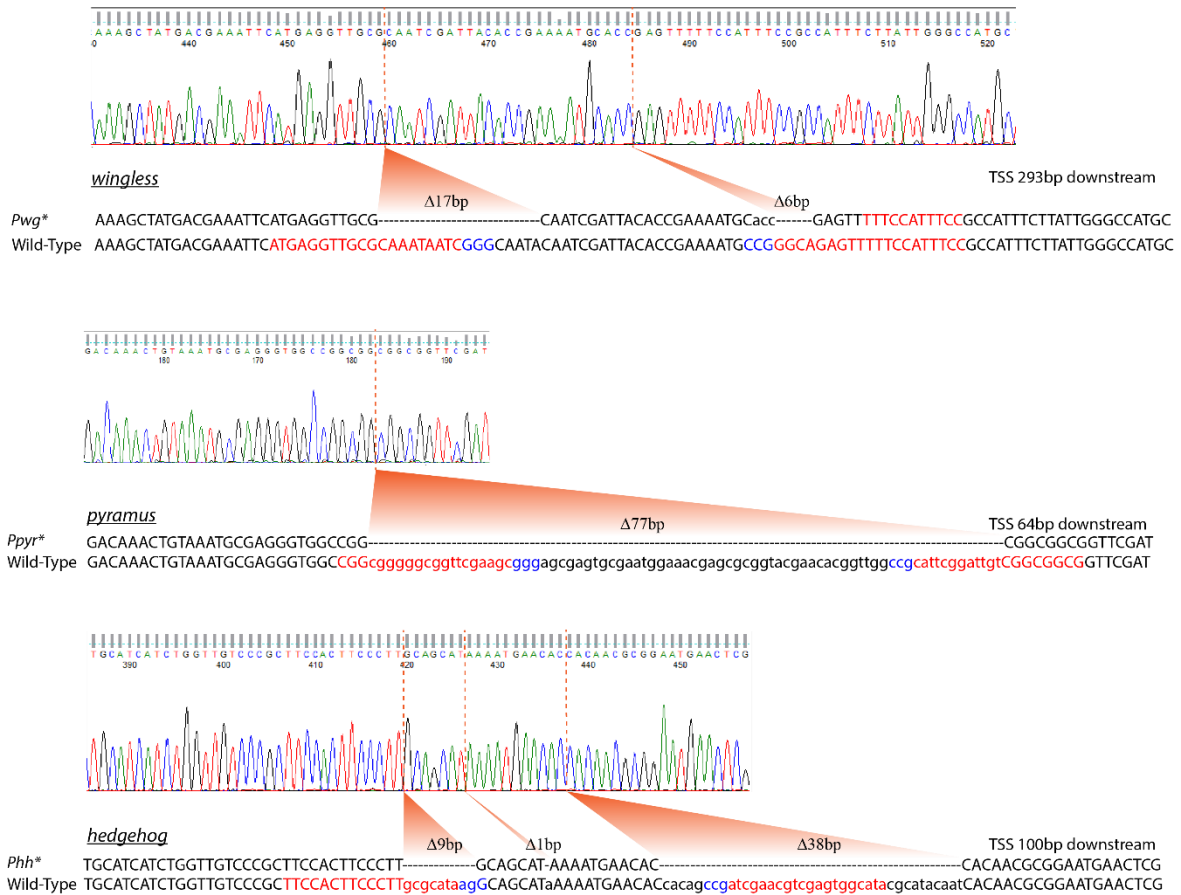 AAAGCTATGACGAAATTCATGAGGTTGCGCAATCGATTACACCGAAAATGCACCGAGTTTTTCCATTTCCGCCATTTCTTATTGGGCCATGC
0 440 450 460 470 480 490 500 510 520
wingless Δ17bp Δ6bp TSS 293bp downstream
Pwg* AAAGCTATGACGAAATTCATGAGGTTGCG-----------------------------CAATCGATTACACCGAAAATGCacc------GAGTTTTTCCATTTCCGCCATTTCTTATTGGGCCATGC
Wild-Type AAAGCTATGACGAAATTCATGAGGTTGCGCAAATAATCGGGCAATACAATCGATTACACCGAAAATGCCGGGCAGAGTTTTTCCATTTCCGCCATTTCTTATTGGGCCATGC
GACAAACTGTAAATGCGAGGGTGGCCGGCGGCGGCGGTTCGAT
160 170 180 190
pyramus Δ77bp TSS 64bp downstream
Ppyr* GACAAACTGTAAATGCGAGGGTGGCCGG-----------------------------------------------------------------------------CGGCGGCGGTTCGAT
Wild-Type GACAAACTGTAAATGCGAGGGTGGCCGGcgggggcggttcgaagcgggagcgagtgcgaatggaaacgagcgcggtacgaacacggttggccgcattcggattgtCGGCGGCGGTTCGAT
TGCATCATCTGGTTGTCCCGCTTCCACTTCCCTTGCAGCATAAAATGAACACCACAACGCGGAATGAACTCG
390 400 410 420 430 440 450
hedgehog Δ9bp Δ1bp Δ38bp TSS 100bp downstream
Phh* TGCATCATCTGGTTGTCCCGCTTCCACTTCCCTT--------------GCAGCAT-AAAATGAACAC----------------------------------------------------------CACAACGCGGAATGAACTCG
Wild-Type TGCATCATCTGGTTGTCCCGCTTCCACTTCCCTTgcgcataagGCAGCATaAAAATGAACACcacagccgatcgaacgtcgagtggcatacgcatacaatCACAACGCGGAATGAACTCG